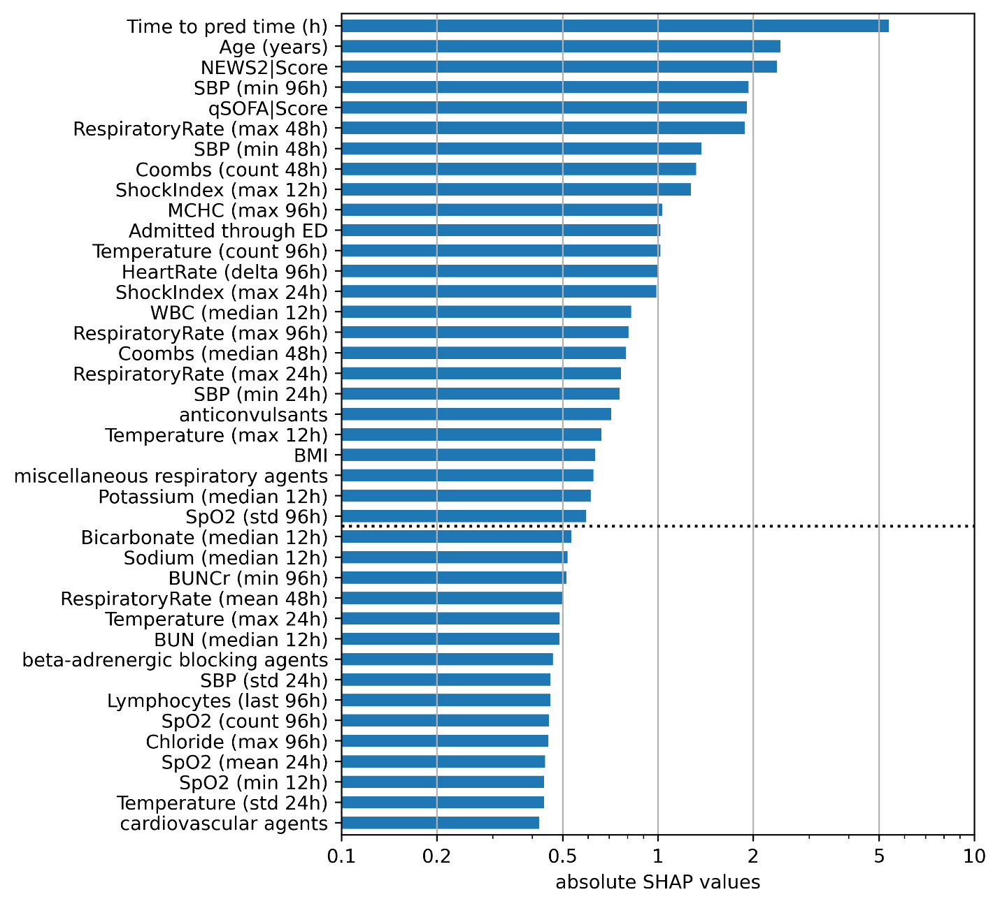 Time to pred time (h)
Age (years)
NEWS2|Score
SBP (min 96h)
qSOFA|Score
RespiratoryRate (max 48h)
SBP (min 48h)
Coombs (count 48h)
ShockIndex (max 12h)
MCHC (max 96h)
Admitted through ED
Temperature (count 96h)
HeartRate (delta 96h)
ShockIndex (max 24h)
WBC (median 12h)
RespiratoryRate (max 96h)
Coombs (median 48h)
RespiratoryRate (max 24h)
SBP (min 24h)
anticonvulsants
Temperature (max 12h)
BMI
miscellaneous respiratory agents
Potassium (median 12h)
SpO2 (std 96h)
Bicarbonate (median 12h)
Sodium (median 12h)
BUNCr (min 96h)
RespiratoryRate (mean 48h)
Temperature (max 24h)
BUN (median 12h)
beta-adrenergic blocking agents
SBP (std 24h)
Lymphocytes (last 96h)
SpO2 (count 96h)
Chloride (max 96h)
SpO2 (mean 24h)
SpO2 (min 12h)
Temperature (std 24h)
cardiovascular agents
0.1 0.2 0.5 1 2 5 10
absolute SHAP values